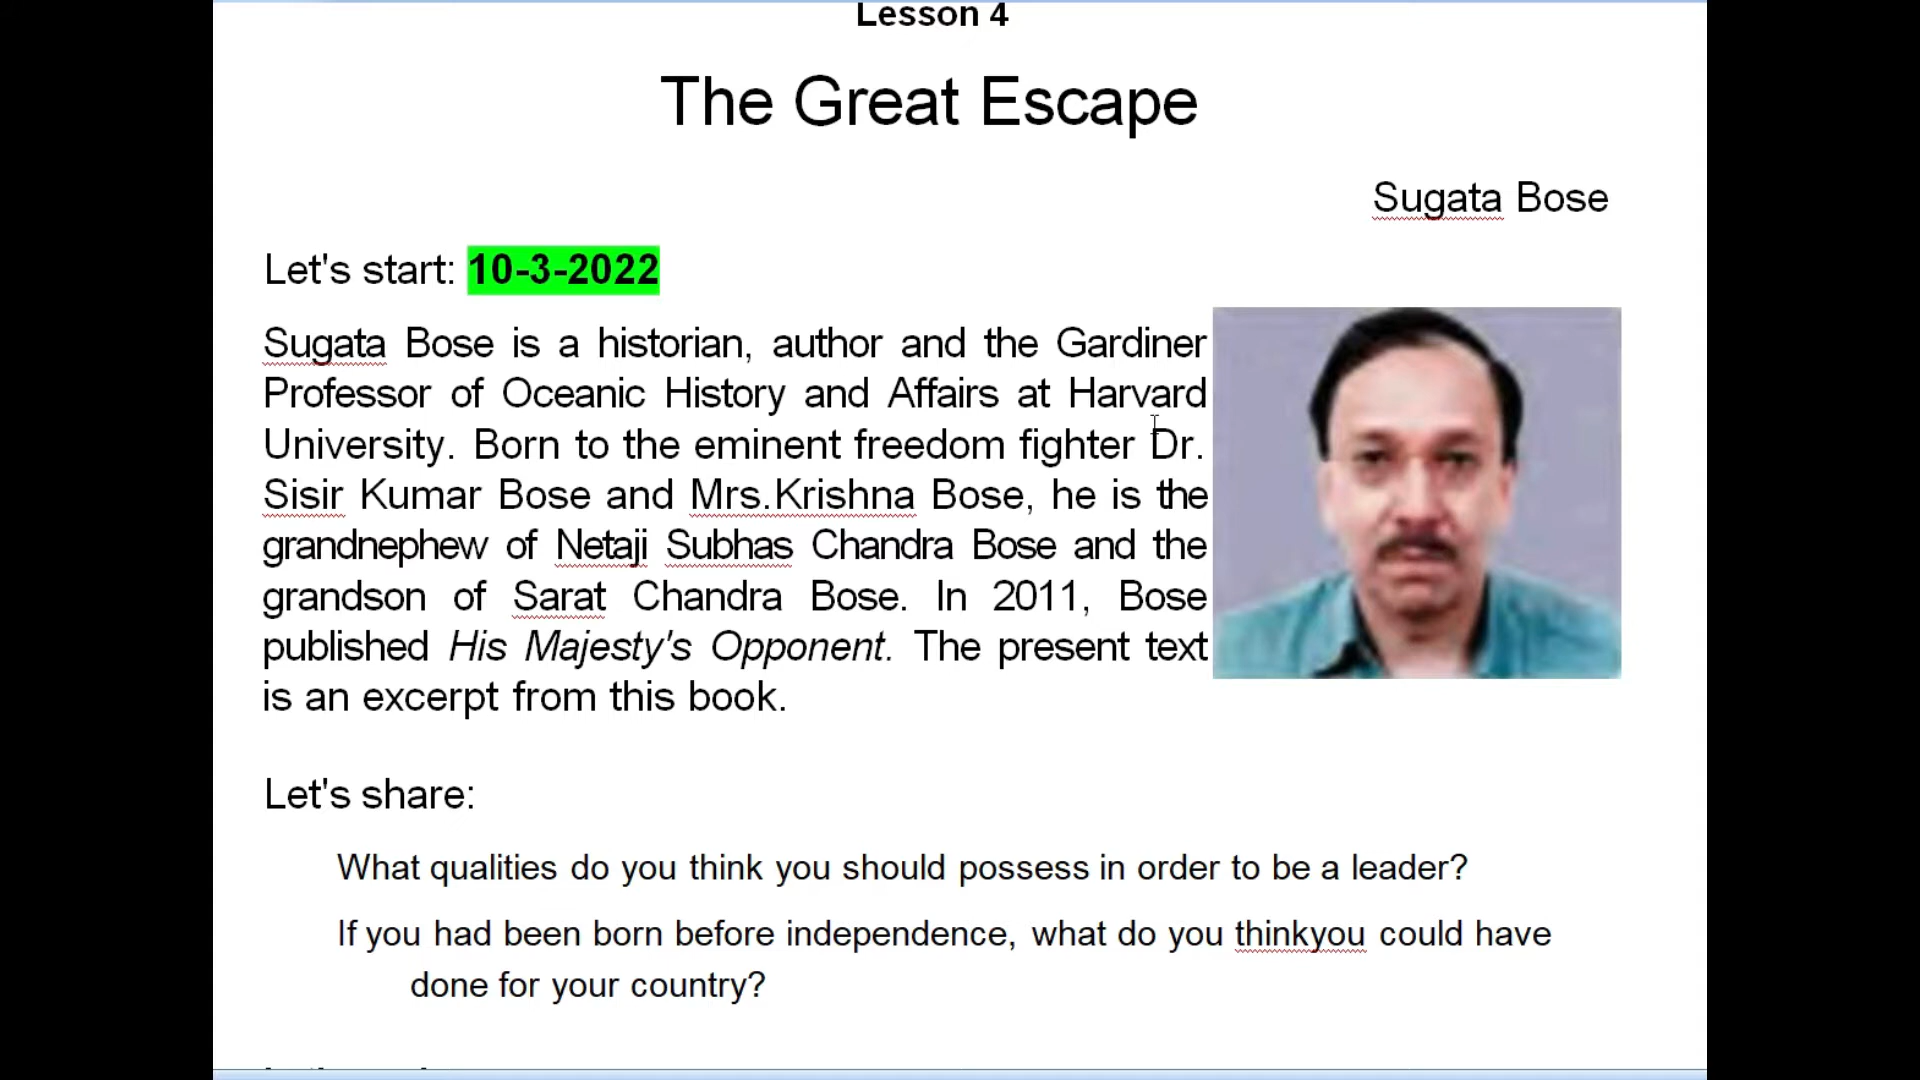 Lesson 4
The Great Escape
Sugata Bose
Let's start: 10-3-2022
Sugata Bose is a historian, author and the Gardiner
Professor of Oceanic History and Affairs at Harvard
University. Born to the eminent freedom fighter Dr.
Sisir Kumar Bose and Mrs.Krishna Bose, he is the
grandnephew of Netaji Subhas Chandra Bose and the
grandson of Sarat Chandra Bose. In 2011, Bose
published His Majesty's Opponent. The present text
is an excerpt from this book.
Let's share:
What qualities do you think you should possess in order to be a leader?
If you had been born before independence, what do you thinkyou could have
done for your country?